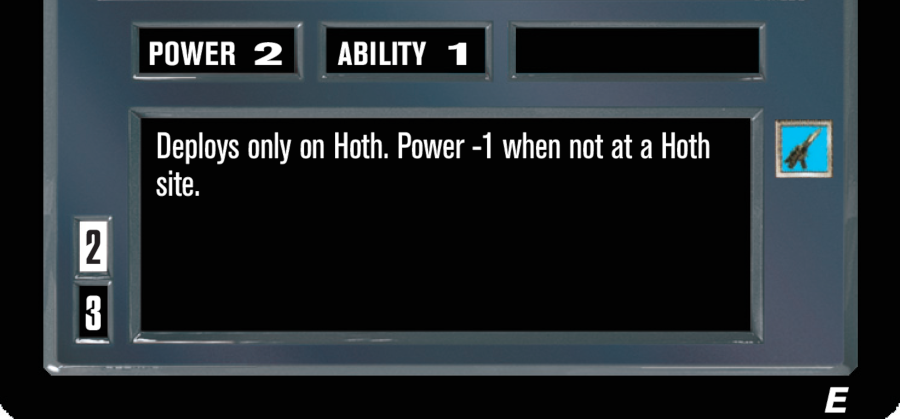 POWER 2 ABILITY 1
Deploys only on Hoth. Power -1 when not at a Hoth
site.
2
3
E